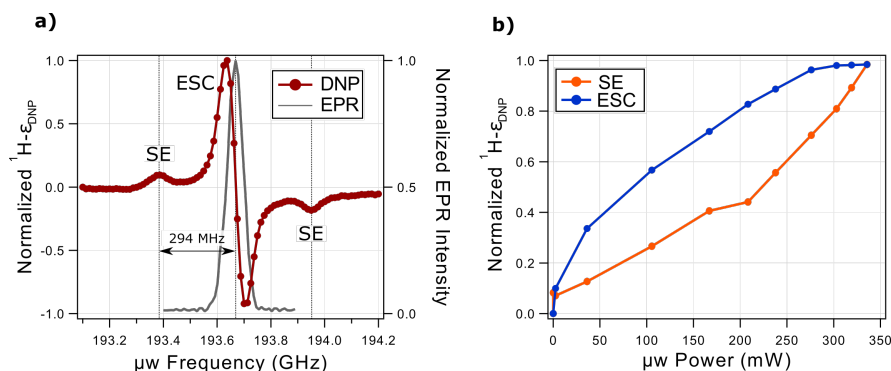 a)
1.0
0.5
0.0
-0.5
-1.0
Normalized ¹H-ε_DNP
ESC
SE
SE
294 MHz
DNP
EPR
1.0
0.5
0.0
Normalized EPR Intensity
193.2 193.4 193.6 193.8 194.0 194.2
µw Frequency (GHz)
b)
1.0
0.8
0.6
0.4
0.2
0.0
Normalized ¹H-ε_DNP
SE
ESC
0 50 100 150 200 250 300 350
µw Power (mW)